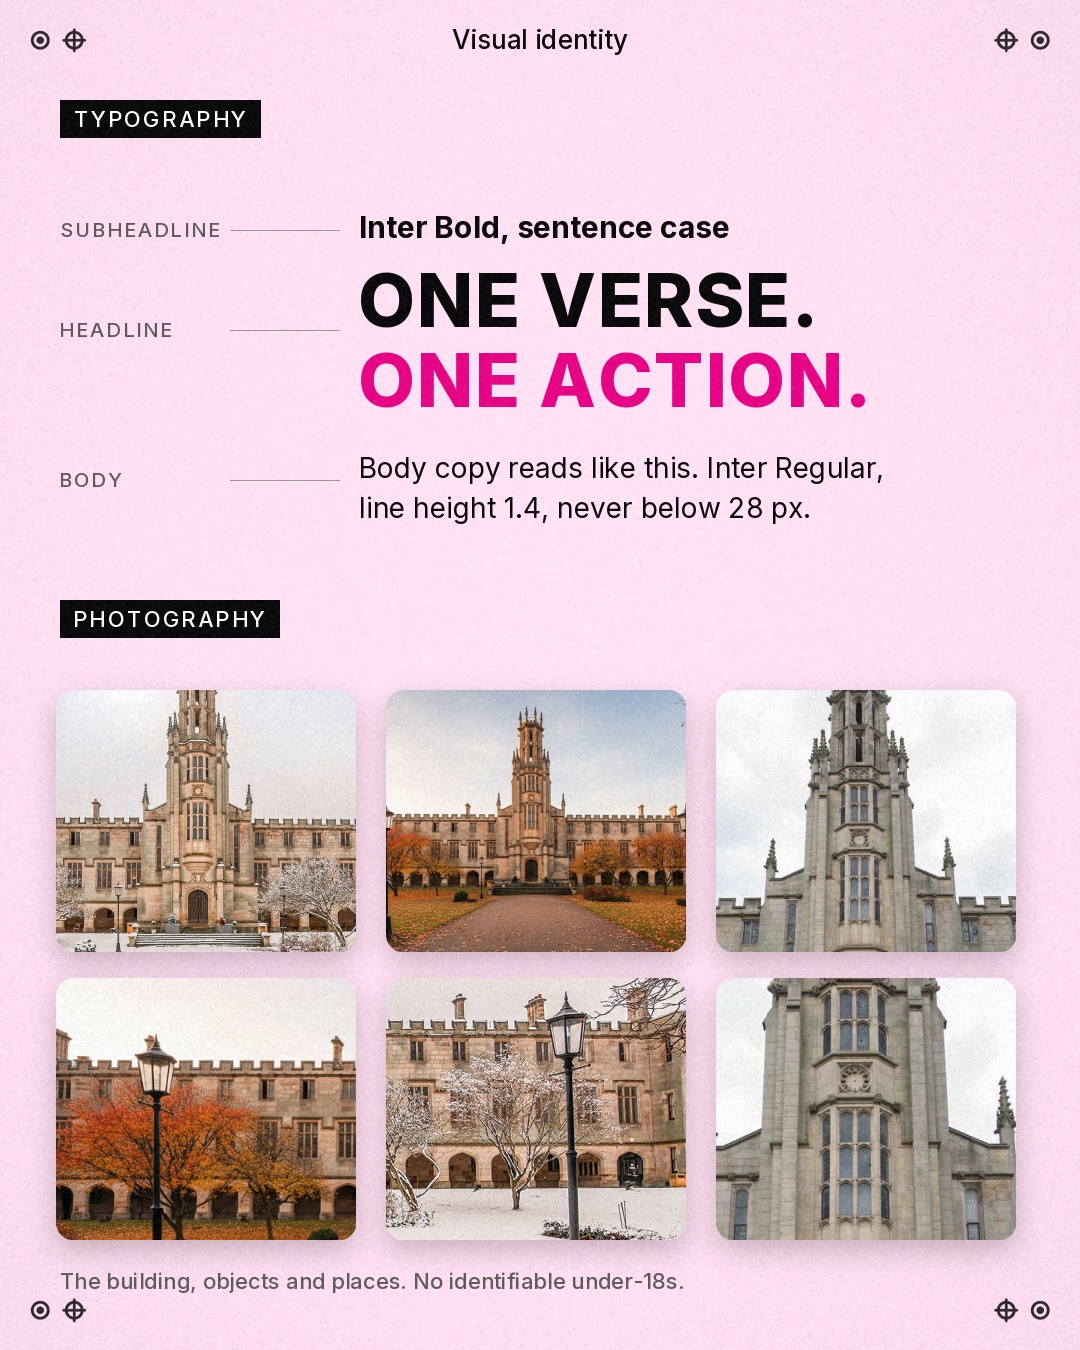 Visual identity
TYPOGRAPHY
SUBHEADLINE
Inter Bold, sentence case
HEADLINE
ONE VERSE.
ONE ACTION.
BODY
Body copy reads like this. Inter Regular,
line height 1.4, never below 28 px.
PHOTOGRAPHY
The building, objects and places. No identifiable under-18s.